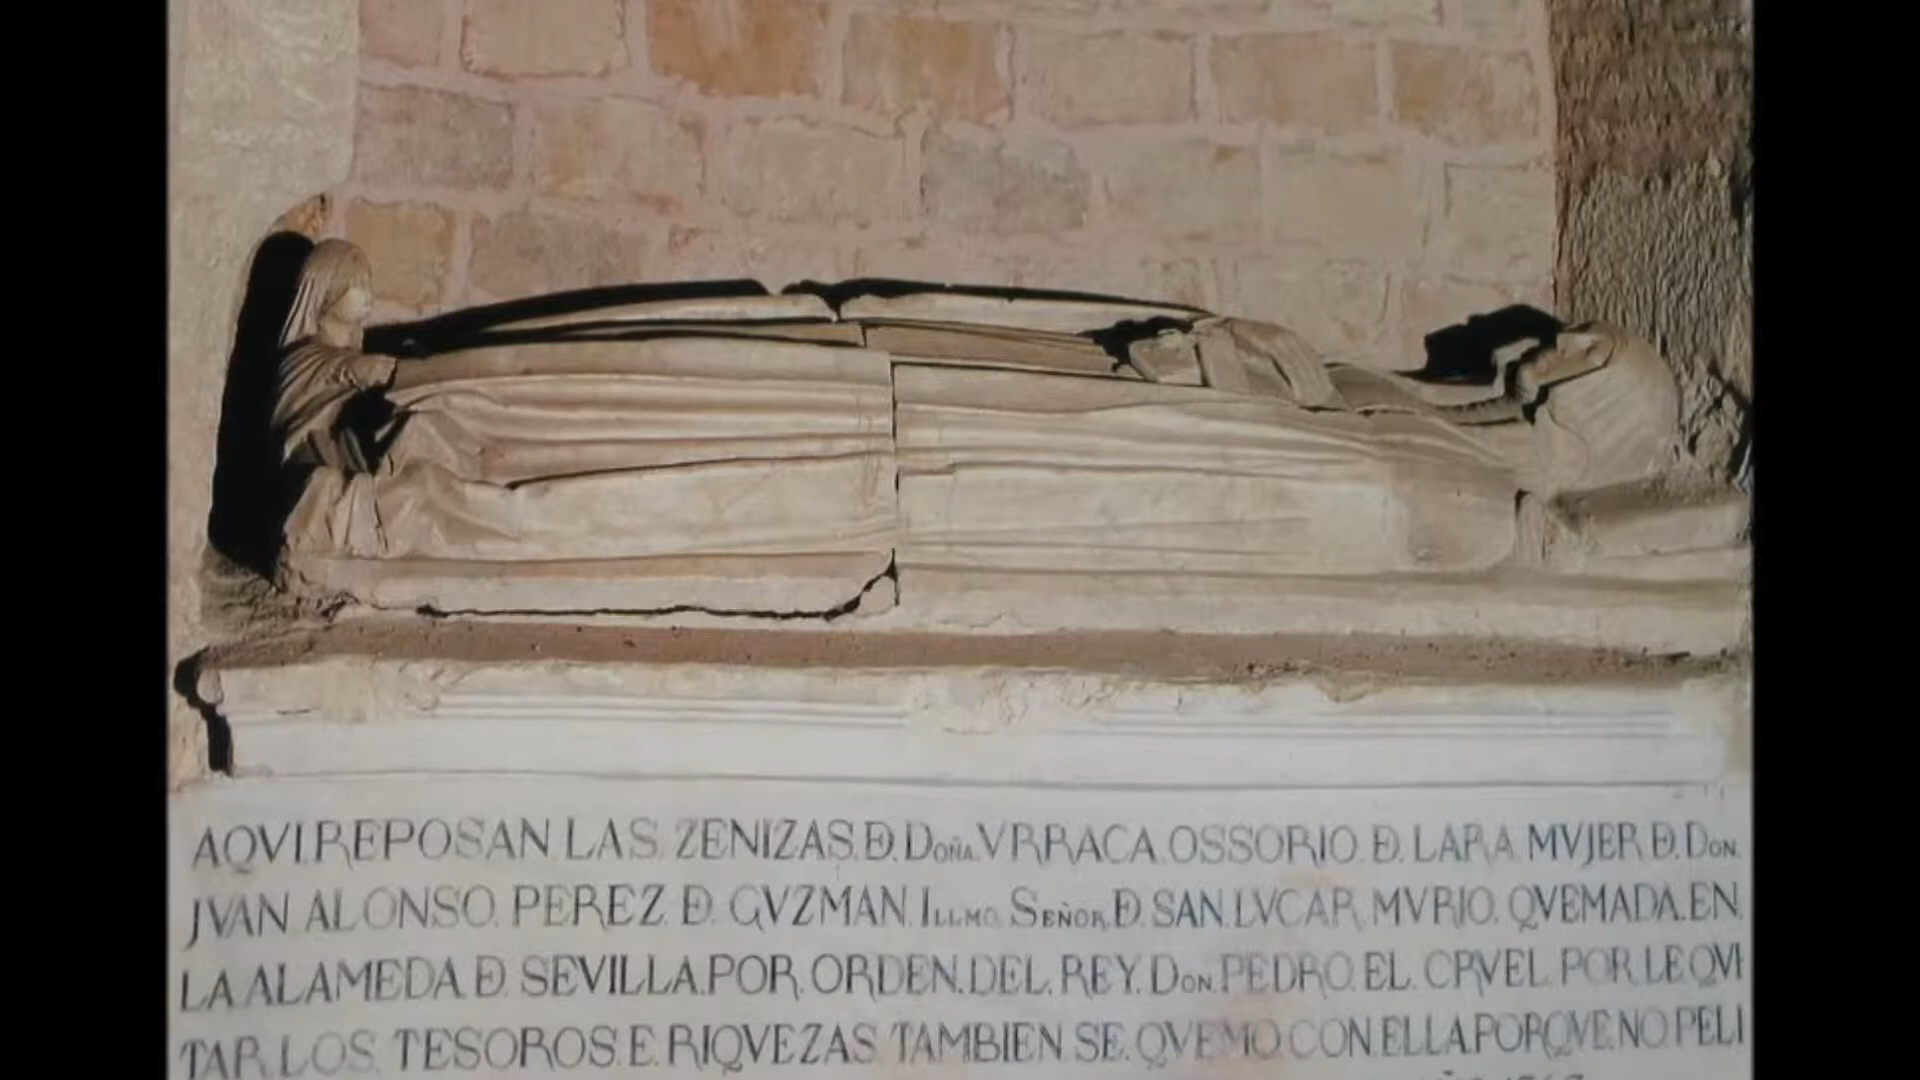 AQVI.REPOSAN.LAS.ZENIZAS.Đ.DOÑA.VRRACA.OSSORIO.Đ.LARA MVJER.Đ.DON.
JVAN ALONSO.PEREZ.Đ.GVZMAN.ILLMO.SEÑOR.Đ.SAN.LVCAR.MVRIO.QVEMADA.EN
LA ALAMEDA.Đ.SEVILLA.POR.ORDEN.DEL.REY.DON.PEDRO.EL.CRVEL.POR.LE QVI
TAR.LOS.TESOROS.E.RIQVEZAS TAMBIEN.SE.QVEMO CON ELLA.PORQVE.NO PELI